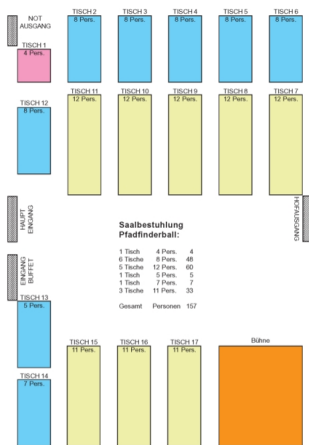 NOT
AUSGANG
TISCH 1
4 Pers.
TISCH 2
8 Pers.
TISCH 3
8 Pers.
TISCH 4
8 Pers.
TISCH 5
8 Pers.
TISCH 6
8 Pers.
TISCH 12
8 Pers.
TISCH 11
12 Pers.
TISCH 10
12 Pers.
TISCH 9
12 Pers.
TISCH 8
12 Pers.
TISCH 7
12 Pers.
HAUPT
EINGANG
HOFAUSGANG
Saalbestuhlung
Pfadfinderball:
1 Tisch 4 Pers. 4
6 Tische 8 Pers. 48
5 Tische 12 Pers. 60
1 Tisch 5 Pers. 5
1 Tisch 7 Pers. 7
3 Tische 11 Pers. 33
Gesamt Personen 157
EINGANG
BUFFET
TISCH 13
5 Pers.
TISCH 14
7 Pers.
TISCH 15
11 Pers.
TISCH 16
11 Pers.
TISCH 17
11 Pers.
Bühne